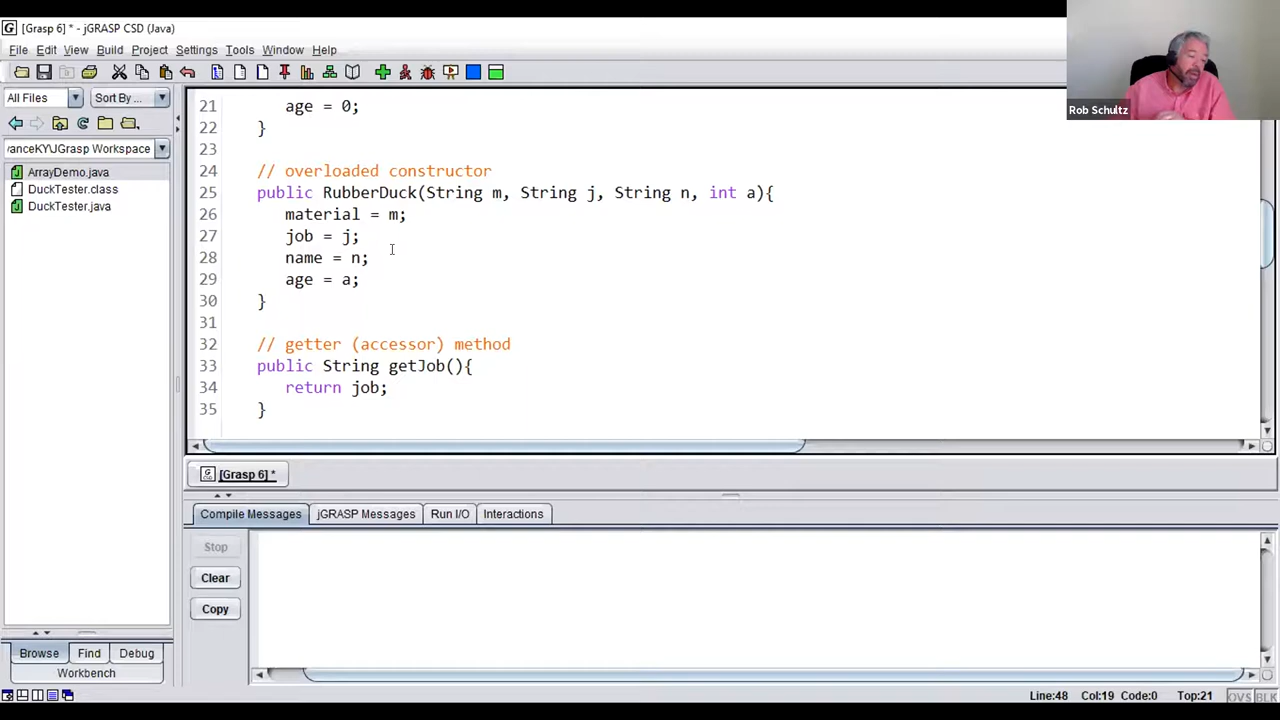 [Grasp 6] * - jGRASP CSD (Java)
File Edit View Build Project Settings Tools Window Help
Rob Schultz
All Files Sort By ...
vanceKY\JGrasp Workspace
ArrayDemo.java
DuckTester.class
DuckTester.java
21 age = 0;
22 }
23
24 // overloaded constructor
25 public RubberDuck(String m, String j, String n, int a){
26 material = m;
27 job = j;
28 name = n;
29 age = a;
30 }
31
32 // getter (accessor) method
33 public String getJob(){
34 return job;
35 }
[Grasp 6] *
Compile Messages jGRASP Messages Run I/O Interactions
Stop
Clear
Copy
Browse Find Debug
Workbench
Line:48 Col:19 Code:0 Top:21 OVS BLK